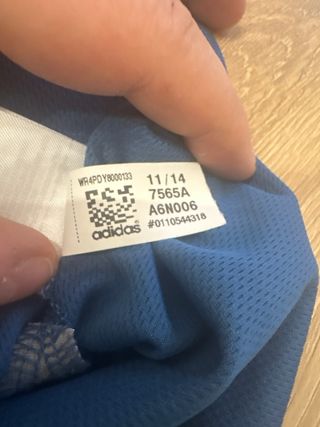 WR4PDY8000133
11/14
7565A
A6N006
#0110544318
adidas